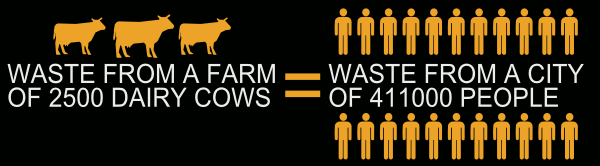 WASTE FROM A FARM
OF 2500 DAIRY COWS
=
WASTE FROM A CITY
OF 411000 PEOPLE